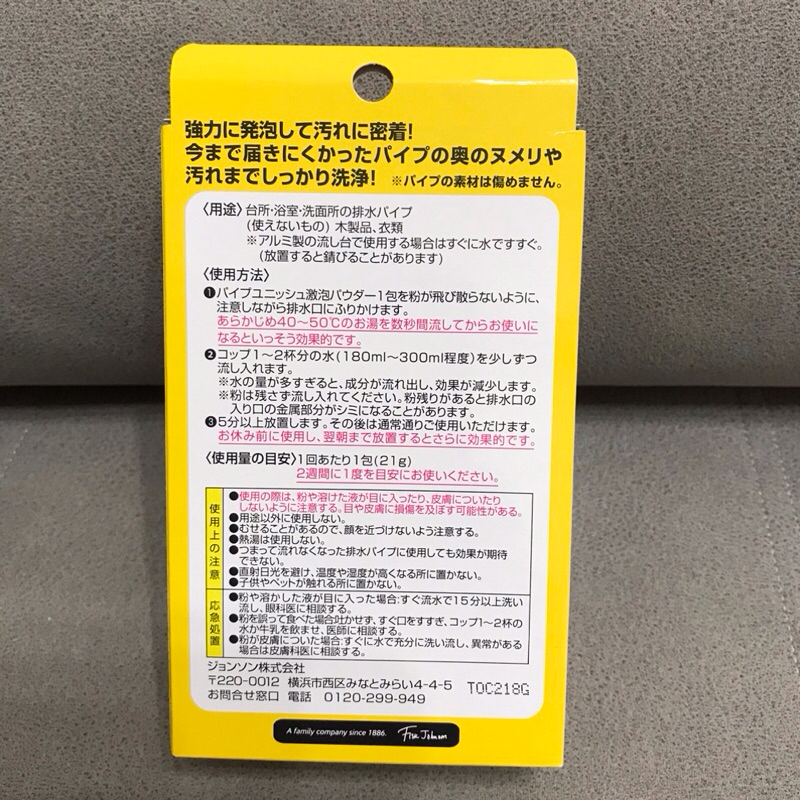 強力に発泡して汚れに密着!
今まで届きにくかったパイプの奥のヌメリや
汚れまでしっかり洗浄! ※パイプの素材は傷めません。
〈用途〉台所・浴室・洗面所の排水パイプ
(使えないもの) 木製品、衣類
※アルミ製の流し台で使用する場合はすぐに水ですすぐ。
(放置すると錆びることがあります)
〈使用方法〉
❶パイプユニッシュ激泡パウダー1包を粉が飛び散らないように、
注意しながら排水口にふりかけます。
あらかじめ40～50℃のお湯を数秒間流してからお使いに
なるといっそう効果的です。
❷コップ1～2杯分の水(180ml～300ml程度)を少しずつ
流し入れます。
※水の量が多すぎると、成分が流れ出し、効果が減少します。
※粉は残さず流し入れてください。粉残りがあると排水口の
入り口の金属部分がシミになることがあります。
❸5分以上放置します。その後は通常通りご使用いただけます。
お休み前に使用し、翌朝まで放置するとさらに効果的です。
〈使用量の目安〉1回あたり1包(21g)
2週間に1度を目安にお使いください。
使用上の注意
●使用の際は、粉や溶けた液が目に入ったり、皮膚についたり
しないように注意する。目や皮膚に損傷を及ぼす可能性がある。
●用途以外に使用しない。
●むせることがあるので、顔を近づけないよう注意する。
●熱湯は使用しない。
●つまって流れなくなった排水パイプに使用しても効果が期待
できない。
●直射日光を避け、温度や湿度が高くなる所に置かない。
●子供やペットが触れる所に置かない。
応急処置
●粉や溶かした液が目に入った場合:すぐ流水で15分以上洗い
流し、眼科医に相談する。
●粉を誤って食べた場合吐かせず、すぐ口をすすぎ、コップ1～2杯の
水か牛乳を飲ませ、医師に相談する。
●粉が皮膚についた場合:すぐに水で充分に洗い流し、異常がある
場合は皮膚科医に相談する。
ジョンソン株式会社
〒220-0012 横浜市西区みなとみらい4-4-5 TOC218G
お問合せ窓口 電話 0120-299-949
A family company since 1886. Fisk Johnson